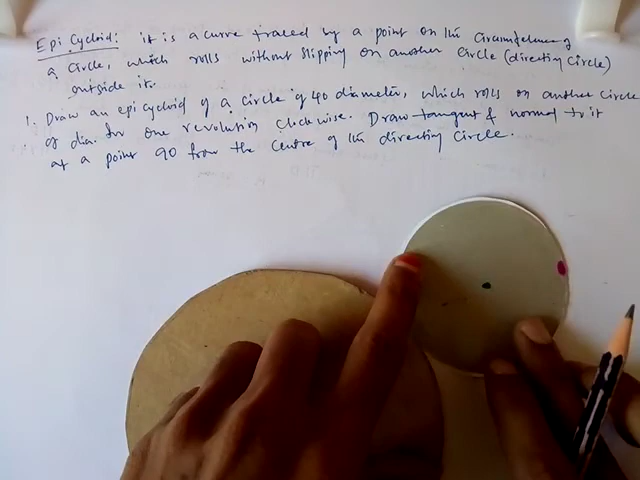 Epi Cycloid: it is a curve traced by a point on the Circumference of
a circle, which rolls without slipping on another circle (directing circle)
outside it.
1. Draw an epicycloid of a circle of 40 diameter, which rolls on another circle
of dia. for one revolution clockwise. Draw tangent & normal to it
at a point 90 from the centre of the directing circle.